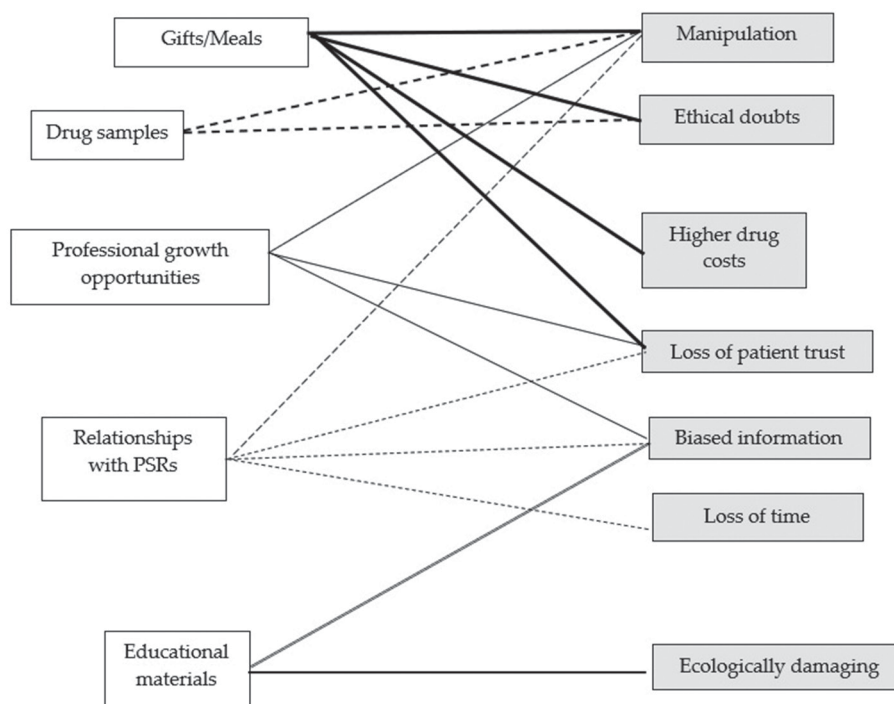 Gifts/Meals
Drug samples
Professional growth
opportunities
Relationships
with PSRs
Educational
materials
Manipulation
Ethical doubts
Higher drug
costs
Loss of patient trust
Biased information
Loss of time
Ecologically damaging